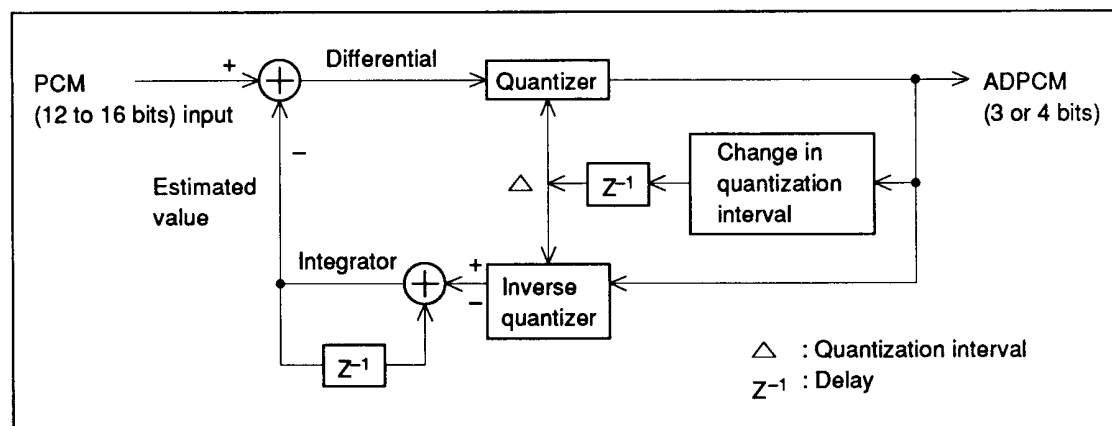 PCM
(12 to 16 bits) input
+
Differential
Quantizer
ADPCM
(3 or 4 bits)
−
Estimated
value
△
Z⁻¹
Change in
quantization
interval
Integrator
+
−
Inverse
quantizer
Z⁻¹
△ : Quantization interval
Z⁻¹ : Delay